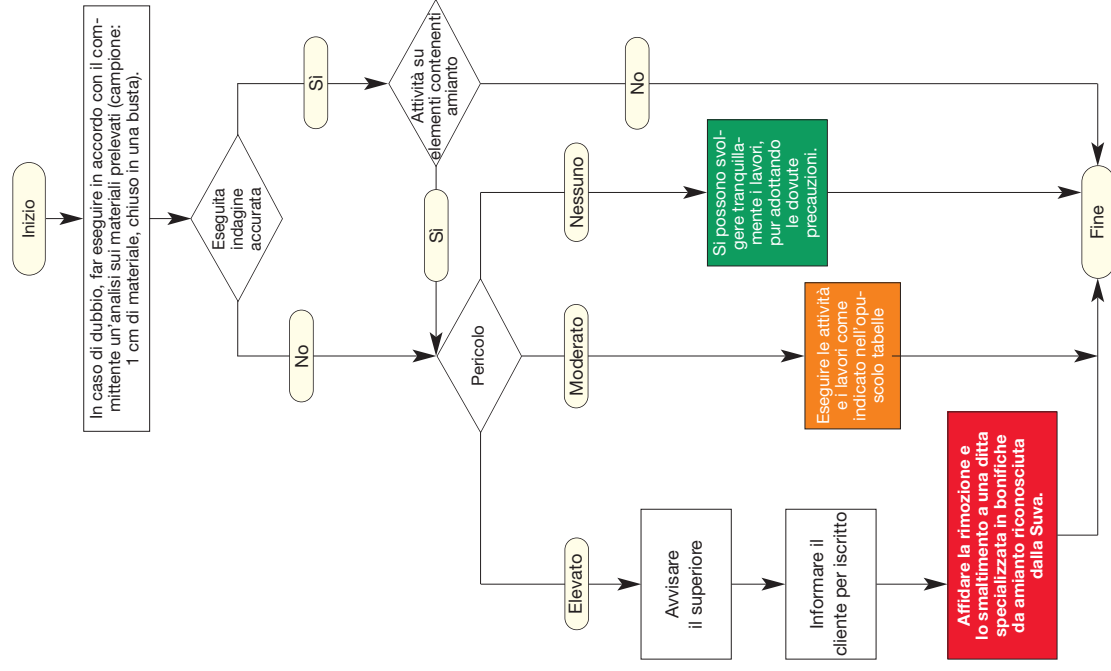 Inizio
In caso di dubbio, far eseguire in accordo con il com-
mittente un'analisi sui materiali prelevati (campione:
1 cm di materiale, chiuso in una busta).
Eseguita
indagine
accurata
No
Sì
Attività su
elementi contenenti
amianto
Sì
No
Pericolo
Elevato
Moderato
Nessuno
Avvisare
il superiore
Informare il
cliente per iscritto
Affidare la rimozione e
lo smaltimento a una ditta
specializzata in bonifiche
da amianto riconosciuta
dalla Suva.
Eseguire le attività
e i lavori come
indicato nell'opu-
scolo tabelle
Si possono svol-
gere tranquilla-
mente i lavori,
pur adottando
le dovute
precauzioni.
Fine